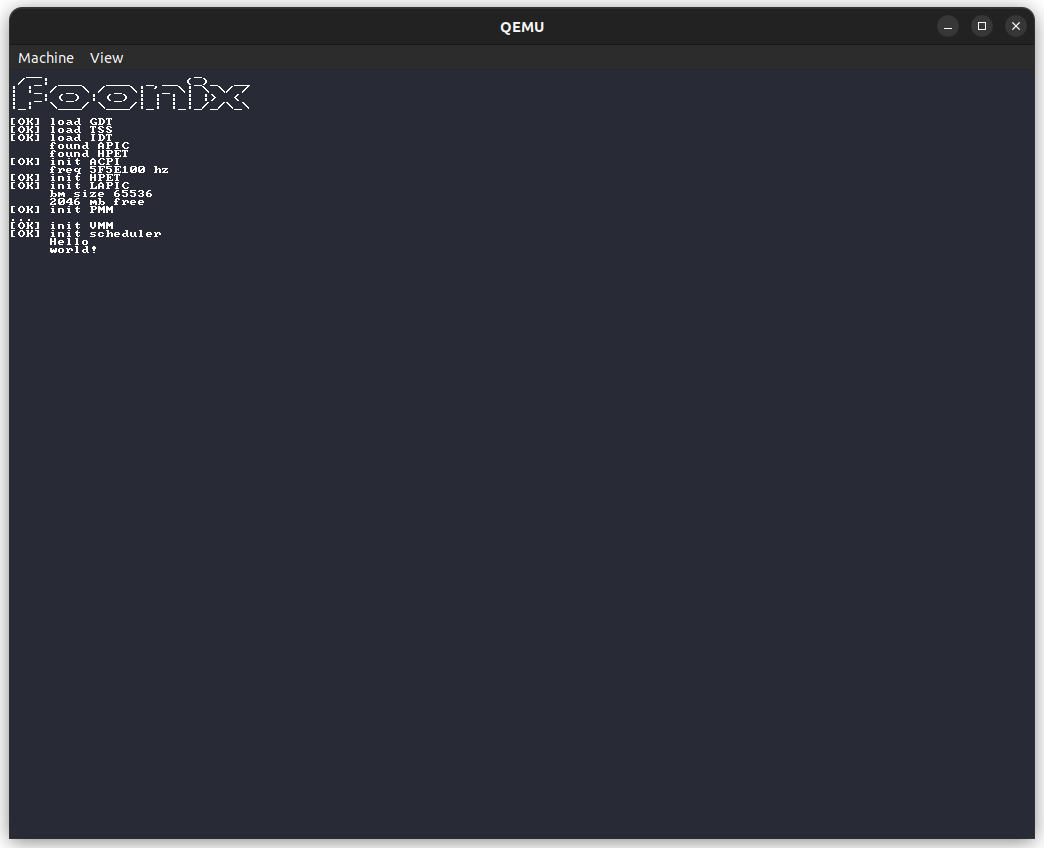 QEMU
Machine View
foonix
[OK] load GDT
[OK] load TSS
[OK] load IDT
found APIC
found HPET
[OK] init ACPI
freq 5F5E100 hz
[OK] init HPET
[OK] init LAPIC
bm size 65536
2046 mb free
[OK] init PMM
...
[OK] init VMM
[OK] init scheduler
Hello
world!